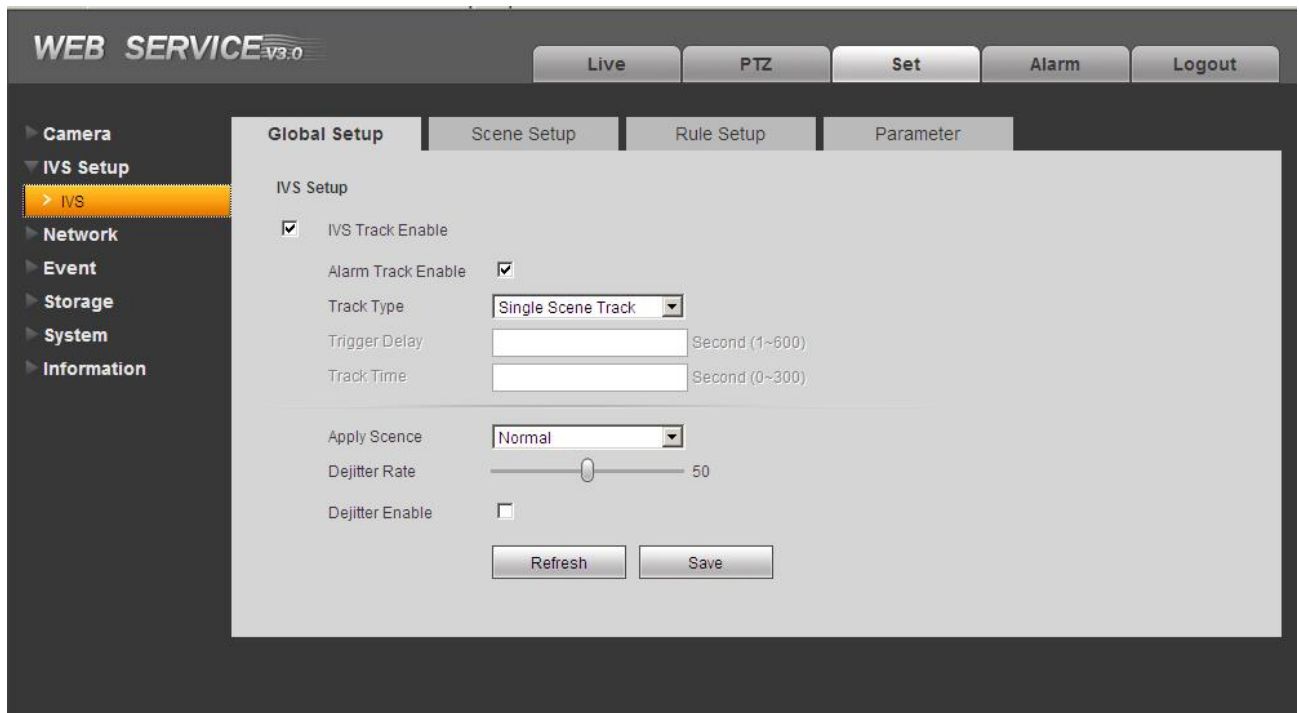 WEB SERVICE V3.0
Live PTZ Set Alarm Logout
Camera
IVS Setup
> IVS
Network
Event
Storage
System
Information
Global Setup Scene Setup Rule Setup Parameter
IVS Setup
IVS Track Enable
Alarm Track Enable
Track Type Single Scene Track
Trigger Delay Second (1~600)
Track Time Second (0~300)
Apply Scence Normal
Dejitter Rate 50
Dejitter Enable
Refresh Save